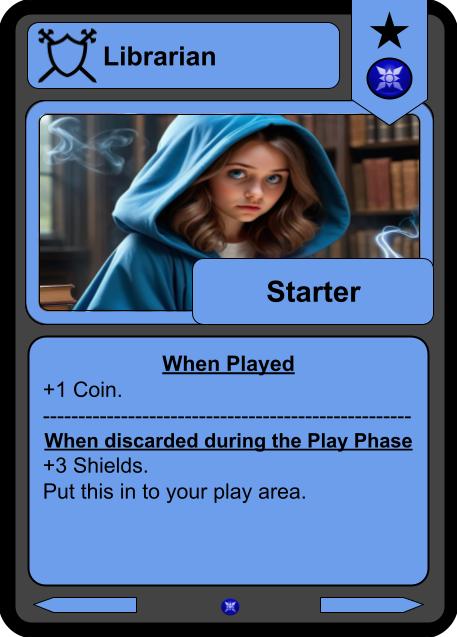 Librarian
Starter
When Played
+1 Coin.
----------------------------------------------------
When discarded during the Play Phase
+3 Shields.
Put this in to your play area.